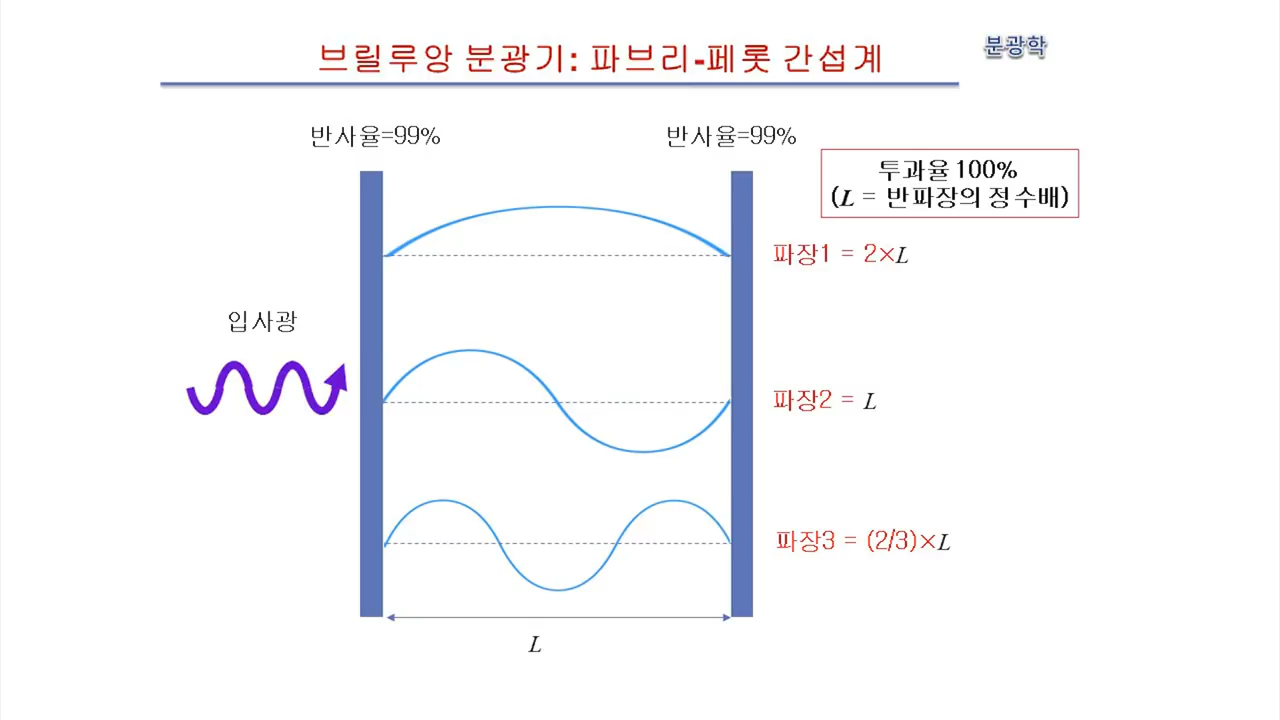 브릴루앙 분광기: 파브리-페롯 간섭계
분광학
반사율=99%
반사율=99%
투과율 100%
(L = 반파장의 정수배)
파장1 = 2×L
입사광
파장2 = L
파장3 = (2/3)×L
L